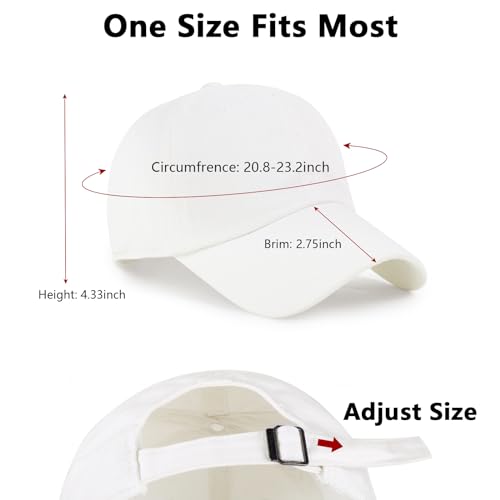 One Size Fits Most
Circumfrence: 20.8-23.2inch
Brim: 2.75inch
Height: 4.33inch
Adjust Size